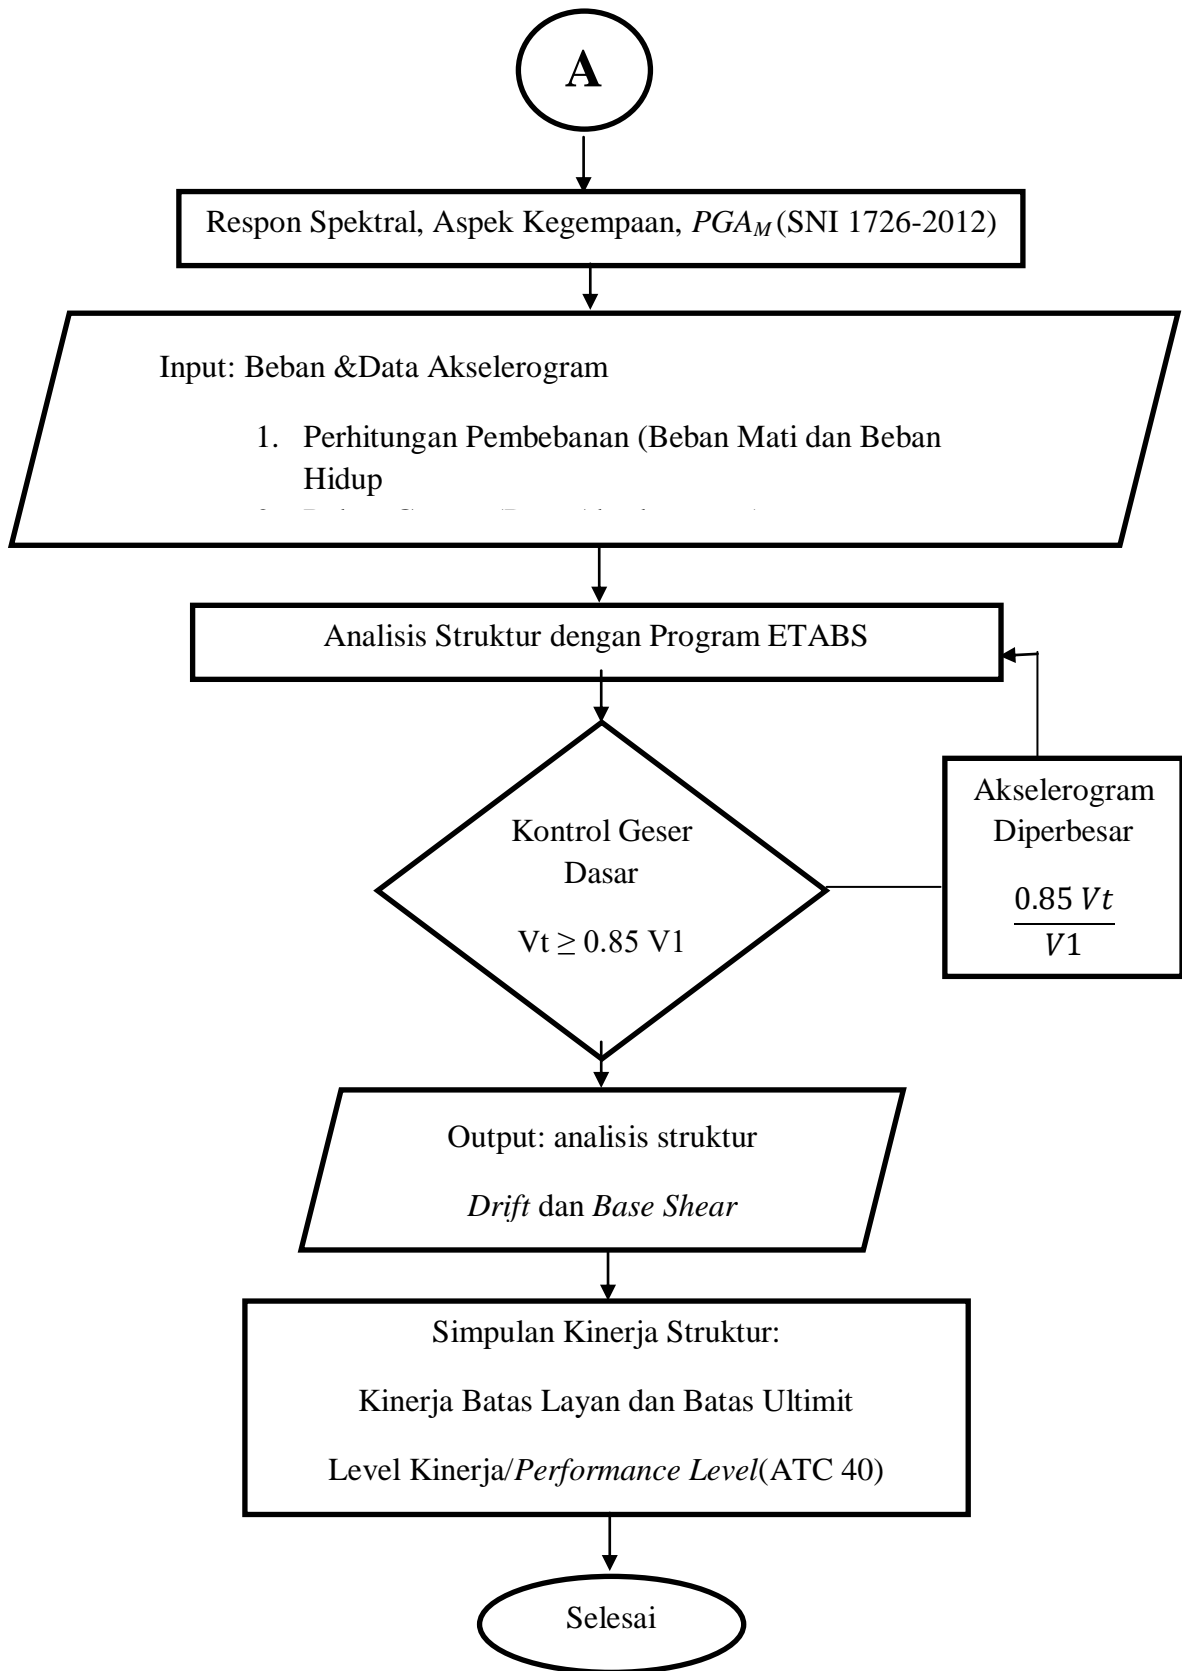 A
Respon Spektral, Aspek Kegempaan, PGA_M (SNI 1726-2012)
Input: Beban &Data Akselerogram
1. Perhitungan Pembebanan (Beban Mati dan Beban
Hidup
Analisis Struktur dengan Program ETABS
Kontrol Geser
Dasar
Vt ≥ 0.85 V1
Akselerogram
Diperbesar
0.85 Vt
V1
Output: analisis struktur
Drift dan Base Shear
Simpulan Kinerja Struktur:
Kinerja Batas Layan dan Batas Ultimit
Level Kinerja/Performance Level(ATC 40)
Selesai